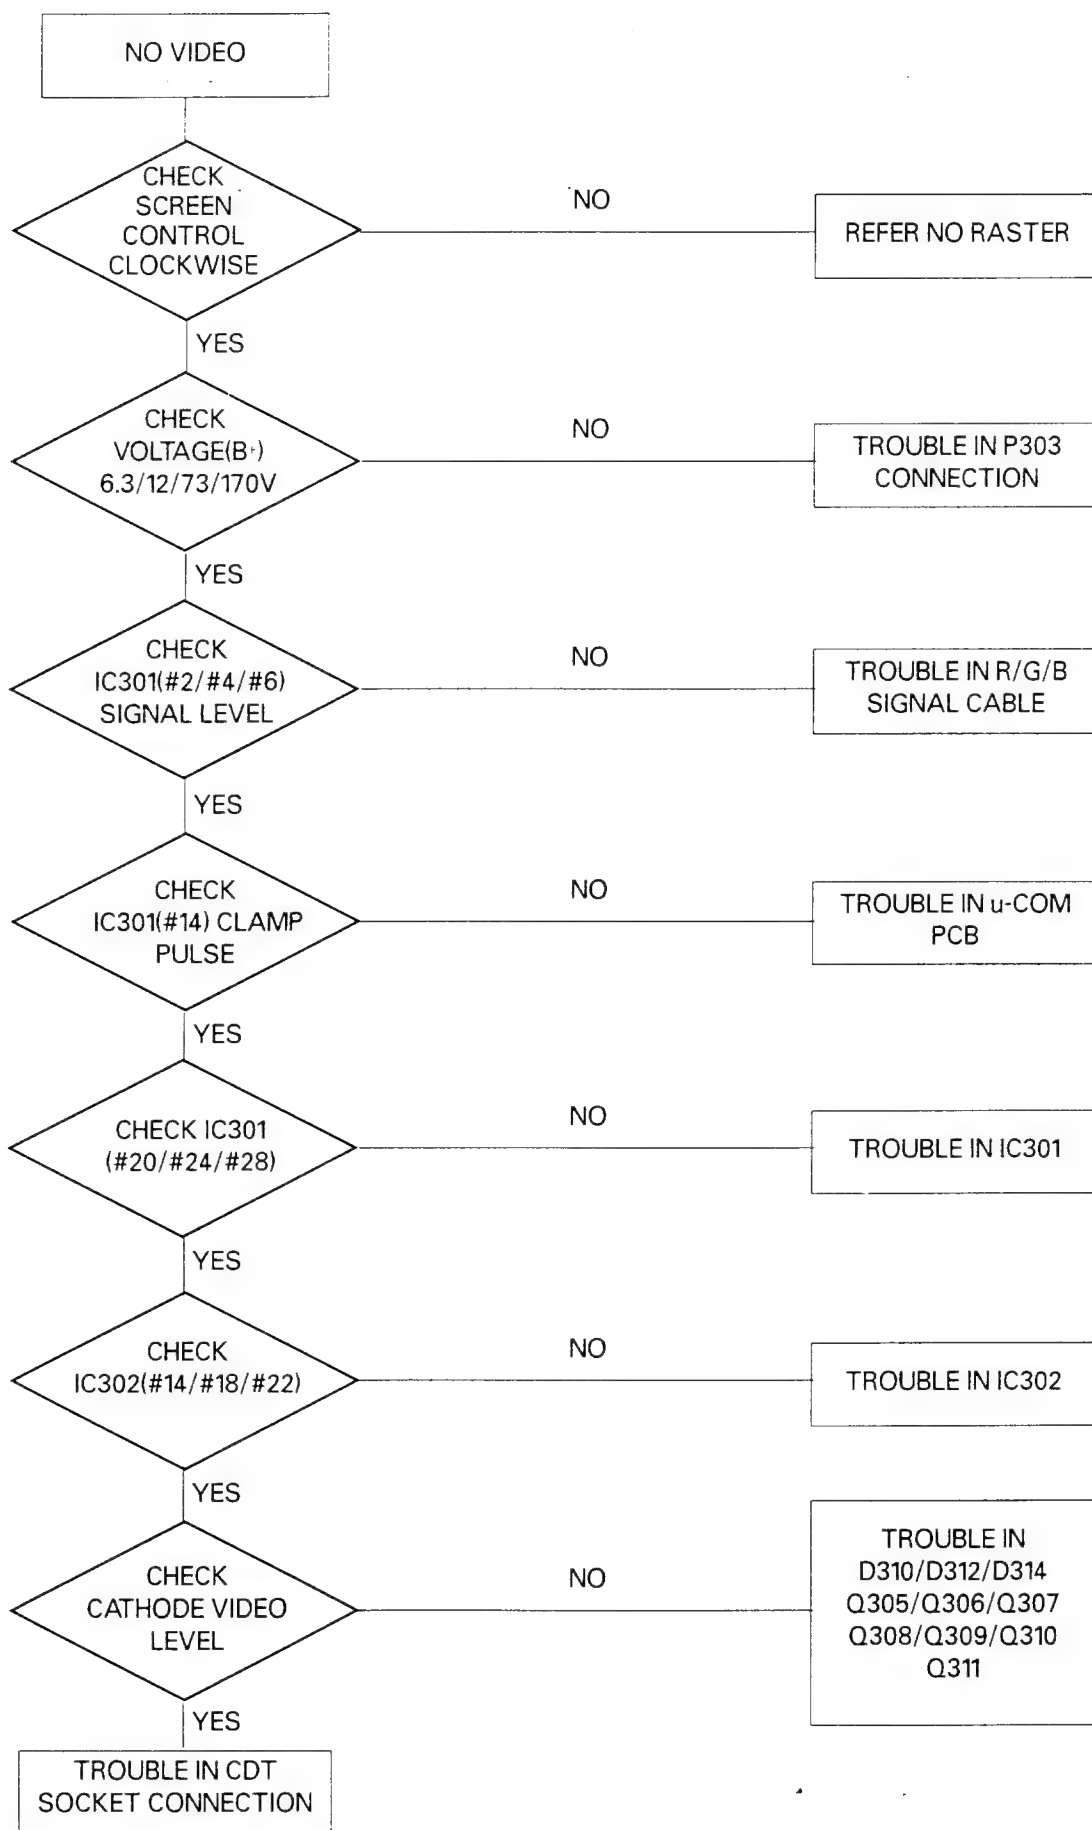 NO VIDEO
CHECK
SCREEN
CONTROL
CLOCKWISE
NO
REFER NO RASTER
YES
CHECK
VOLTAGE(B+)
6.3/12/73/170V
NO
TROUBLE IN P303
CONNECTION
YES
CHECK
IC301(#2/#4/#6)
SIGNAL LEVEL
NO
TROUBLE IN R/G/B
SIGNAL CABLE
YES
CHECK
IC301(#14) CLAMP
PULSE
NO
TROUBLE IN u-COM
PCB
YES
CHECK IC301
(#20/#24/#28)
NO
TROUBLE IN IC301
YES
CHECK
IC302(#14/#18/#22)
NO
TROUBLE IN IC302
YES
CHECK
CATHODE VIDEO
LEVEL
NO
TROUBLE IN
D310/D312/D314
Q305/Q306/Q307
Q308/Q309/Q310
Q311
YES
TROUBLE IN CDT
SOCKET CONNECTION